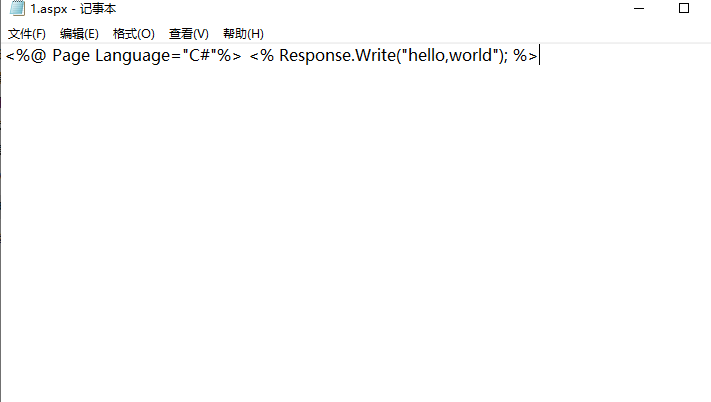 1.aspx - 记事本
文件(F) 编辑(E) 格式(O) 查看(V) 帮助(H)
<%@ Page Language="C#"%> <% Response.Write("hello,world"); %>